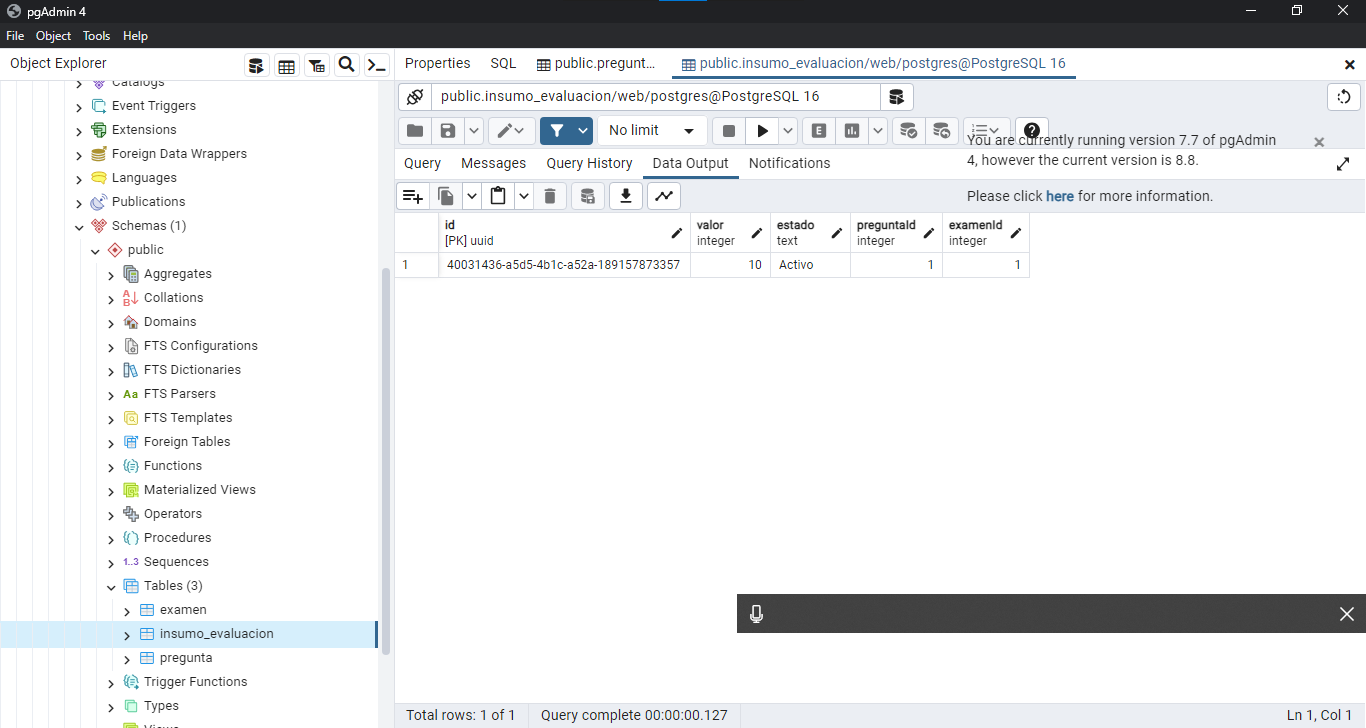 pgAdmin 4
File Object Tools Help
Object Explorer
Catalogs
Event Triggers
Extensions
Foreign Data Wrappers
Languages
Publications
Schemas (1)
public
Aggregates
Collations
Domains
FTS Configurations
FTS Dictionaries
Aa FTS Parsers
FTS Templates
Foreign Tables
Functions
Materialized Views
Operators
Procedures
1..3 Sequences
Tables (3)
examen
insumo_evaluacion
pregunta
Trigger Functions
Types
Views
Properties SQL public.pregunt... public.insumo_evaluacion/web/postgres@PostgreSQL 16
public.insumo_evaluacion/web/postgres@PostgreSQL 16
No limit E
You are currently running version 7.7 of pgAdmin
4, however the current version is 8.8.
Please click here for more information.
Query Messages Query History Data Output Notifications
id valor estado preguntaId examenId
[PK] uuid integer text integer integer
1 40031436-a5d5-4b1c-a52a-189157873357 10 Activo 1 1
Total rows: 1 of 1 Query complete 00:00:00.127 Ln 1, Col 1